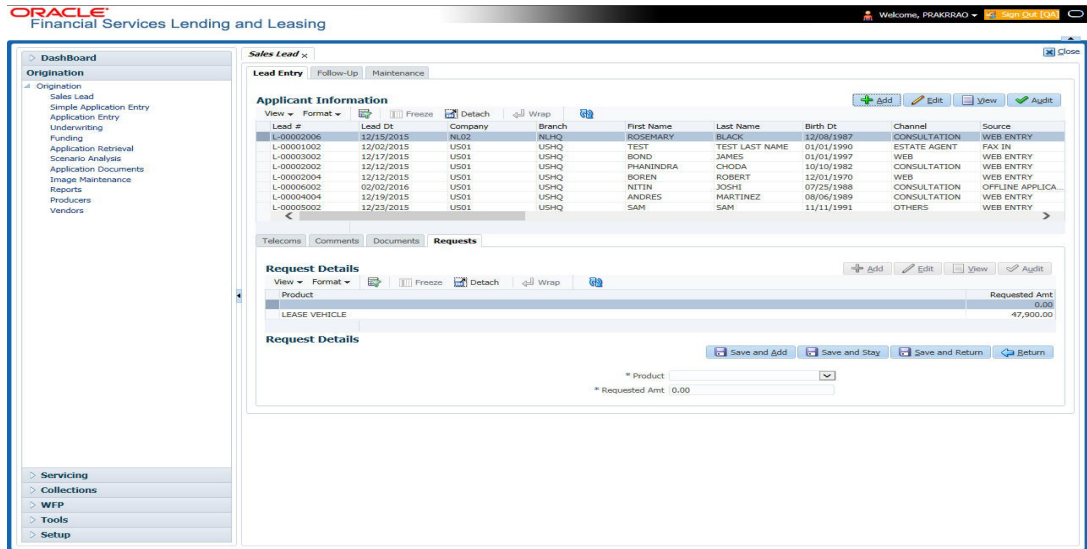 ORACLE®
Financial Services Lending and Leasing
Welcome, PRAKRRAO
Sign Out [QA]
DashBoard
Origination
Origination
Sales Lead
Simple Application Entry
Application Entry
Underwriting
Funding
Application Retrieval
Scenario Analysis
Application Documents
Image Maintenance
Reports
Producers
Vendors
Servicing
Collections
WFP
Tools
Setup
Sales Lead
Close
Lead Entry Follow-Up Maintenance
Applicant Information
Add Edit View Audit
View Format Freeze Detach Wrap
Lead # Lead Dt Company Branch First Name Last Name Birth Dt Channel Source
L-00002006 12/15/2015 NL02 NLHQ ROSEMARY BLACK 12/08/1987 CONSULTATION WEB ENTRY
L-00001002 12/02/2015 US01 USHQ TEST TEST LAST NAME 01/01/1990 ESTATE AGENT FAX IN
L-00003002 12/17/2015 US01 USHQ BOND JAMES 01/01/1997 WEB WEB ENTRY
L-00002002 12/12/2015 US01 USHQ PHANINDRA CHODA 10/10/1982 CONSULTATION WEB ENTRY
L-00002004 12/12/2015 US01 USHQ BOREN ROBERT 12/01/1970 WEB WEB ENTRY
L-00006002 02/02/2016 US01 USHQ NITIN JOSHI 07/25/1988 CONSULTATION OFFLINE APPLICA...
L-00004004 12/19/2015 US01 USHQ ANDRES MARTINEZ 08/06/1989 CONSULTATION WEB ENTRY
L-00005002 12/23/2015 US01 USHQ SAM SAM 11/11/1991 OTHERS WEB ENTRY
Telecoms Comments Documents Requests
Request Details
Add Edit View Audit
View Format Freeze Detach Wrap
Product Requested Amt
0.00
LEASE VEHICLE 47,900.00
Request Details
Save and Add Save and Stay Save and Return Return
* Product
* Requested Amt 0.00